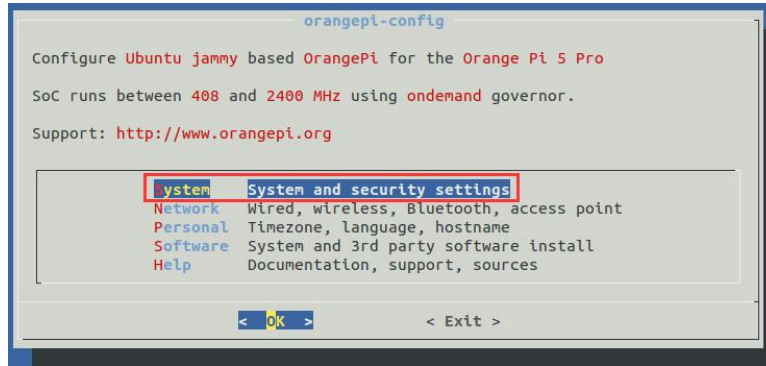 orangepi-config
Configure Ubuntu jammy based OrangePi for the Orange Pi 5 Pro
SoC runs between 408 and 2400 MHz using ondemand governor.
Support: http://www.orangepi.org
System System and security settings
Network Wired, wireless, Bluetooth, access point
Personal Timezone, language, hostname
Software System and 3rd party software install
Help Documentation, support, sources
< OK > < Exit >